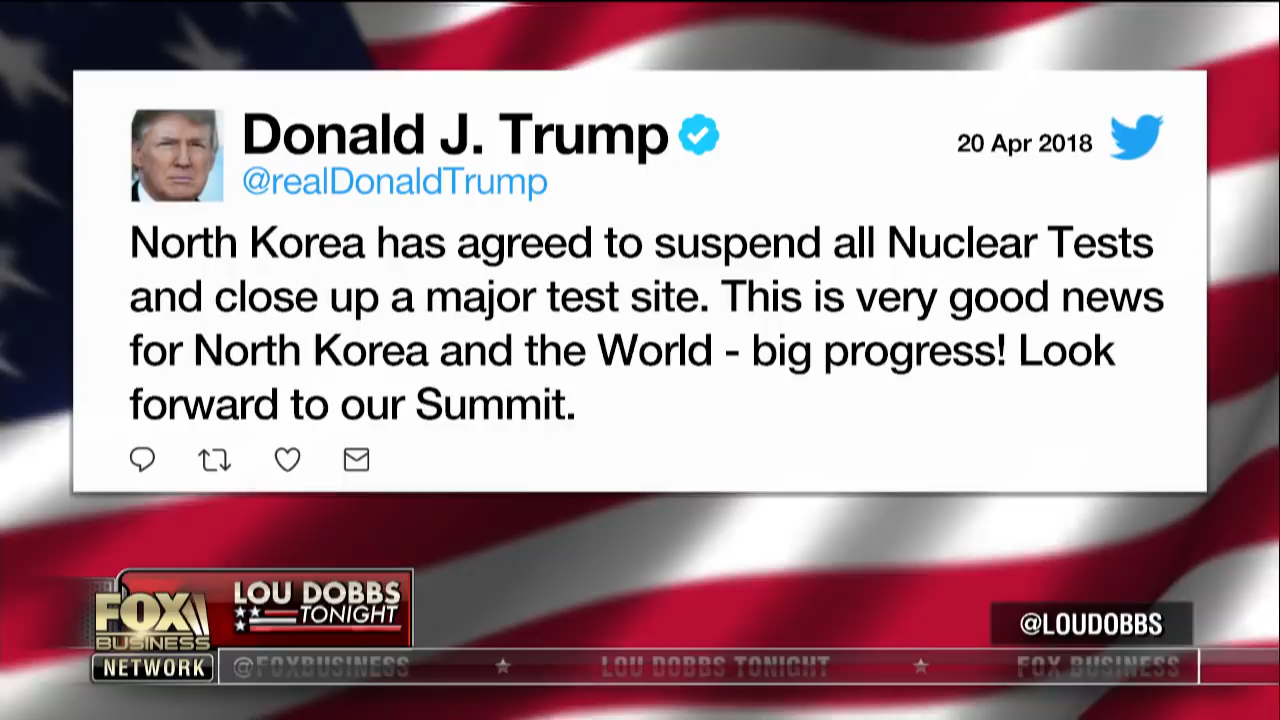 Donald J. Trump
@realDonaldTrump
20 Apr 2018
North Korea has agreed to suspend all Nuclear Tests
and close up a major test site. This is very good news
for North Korea and the World - big progress! Look
forward to our Summit.
FOX
BUSINESS
NETWORK
LOU DOBBS
TONIGHT
@LOUDOBBS
@FOXBUSINESS
LOU DOBBS TONIGHT
FOX BUSINESS